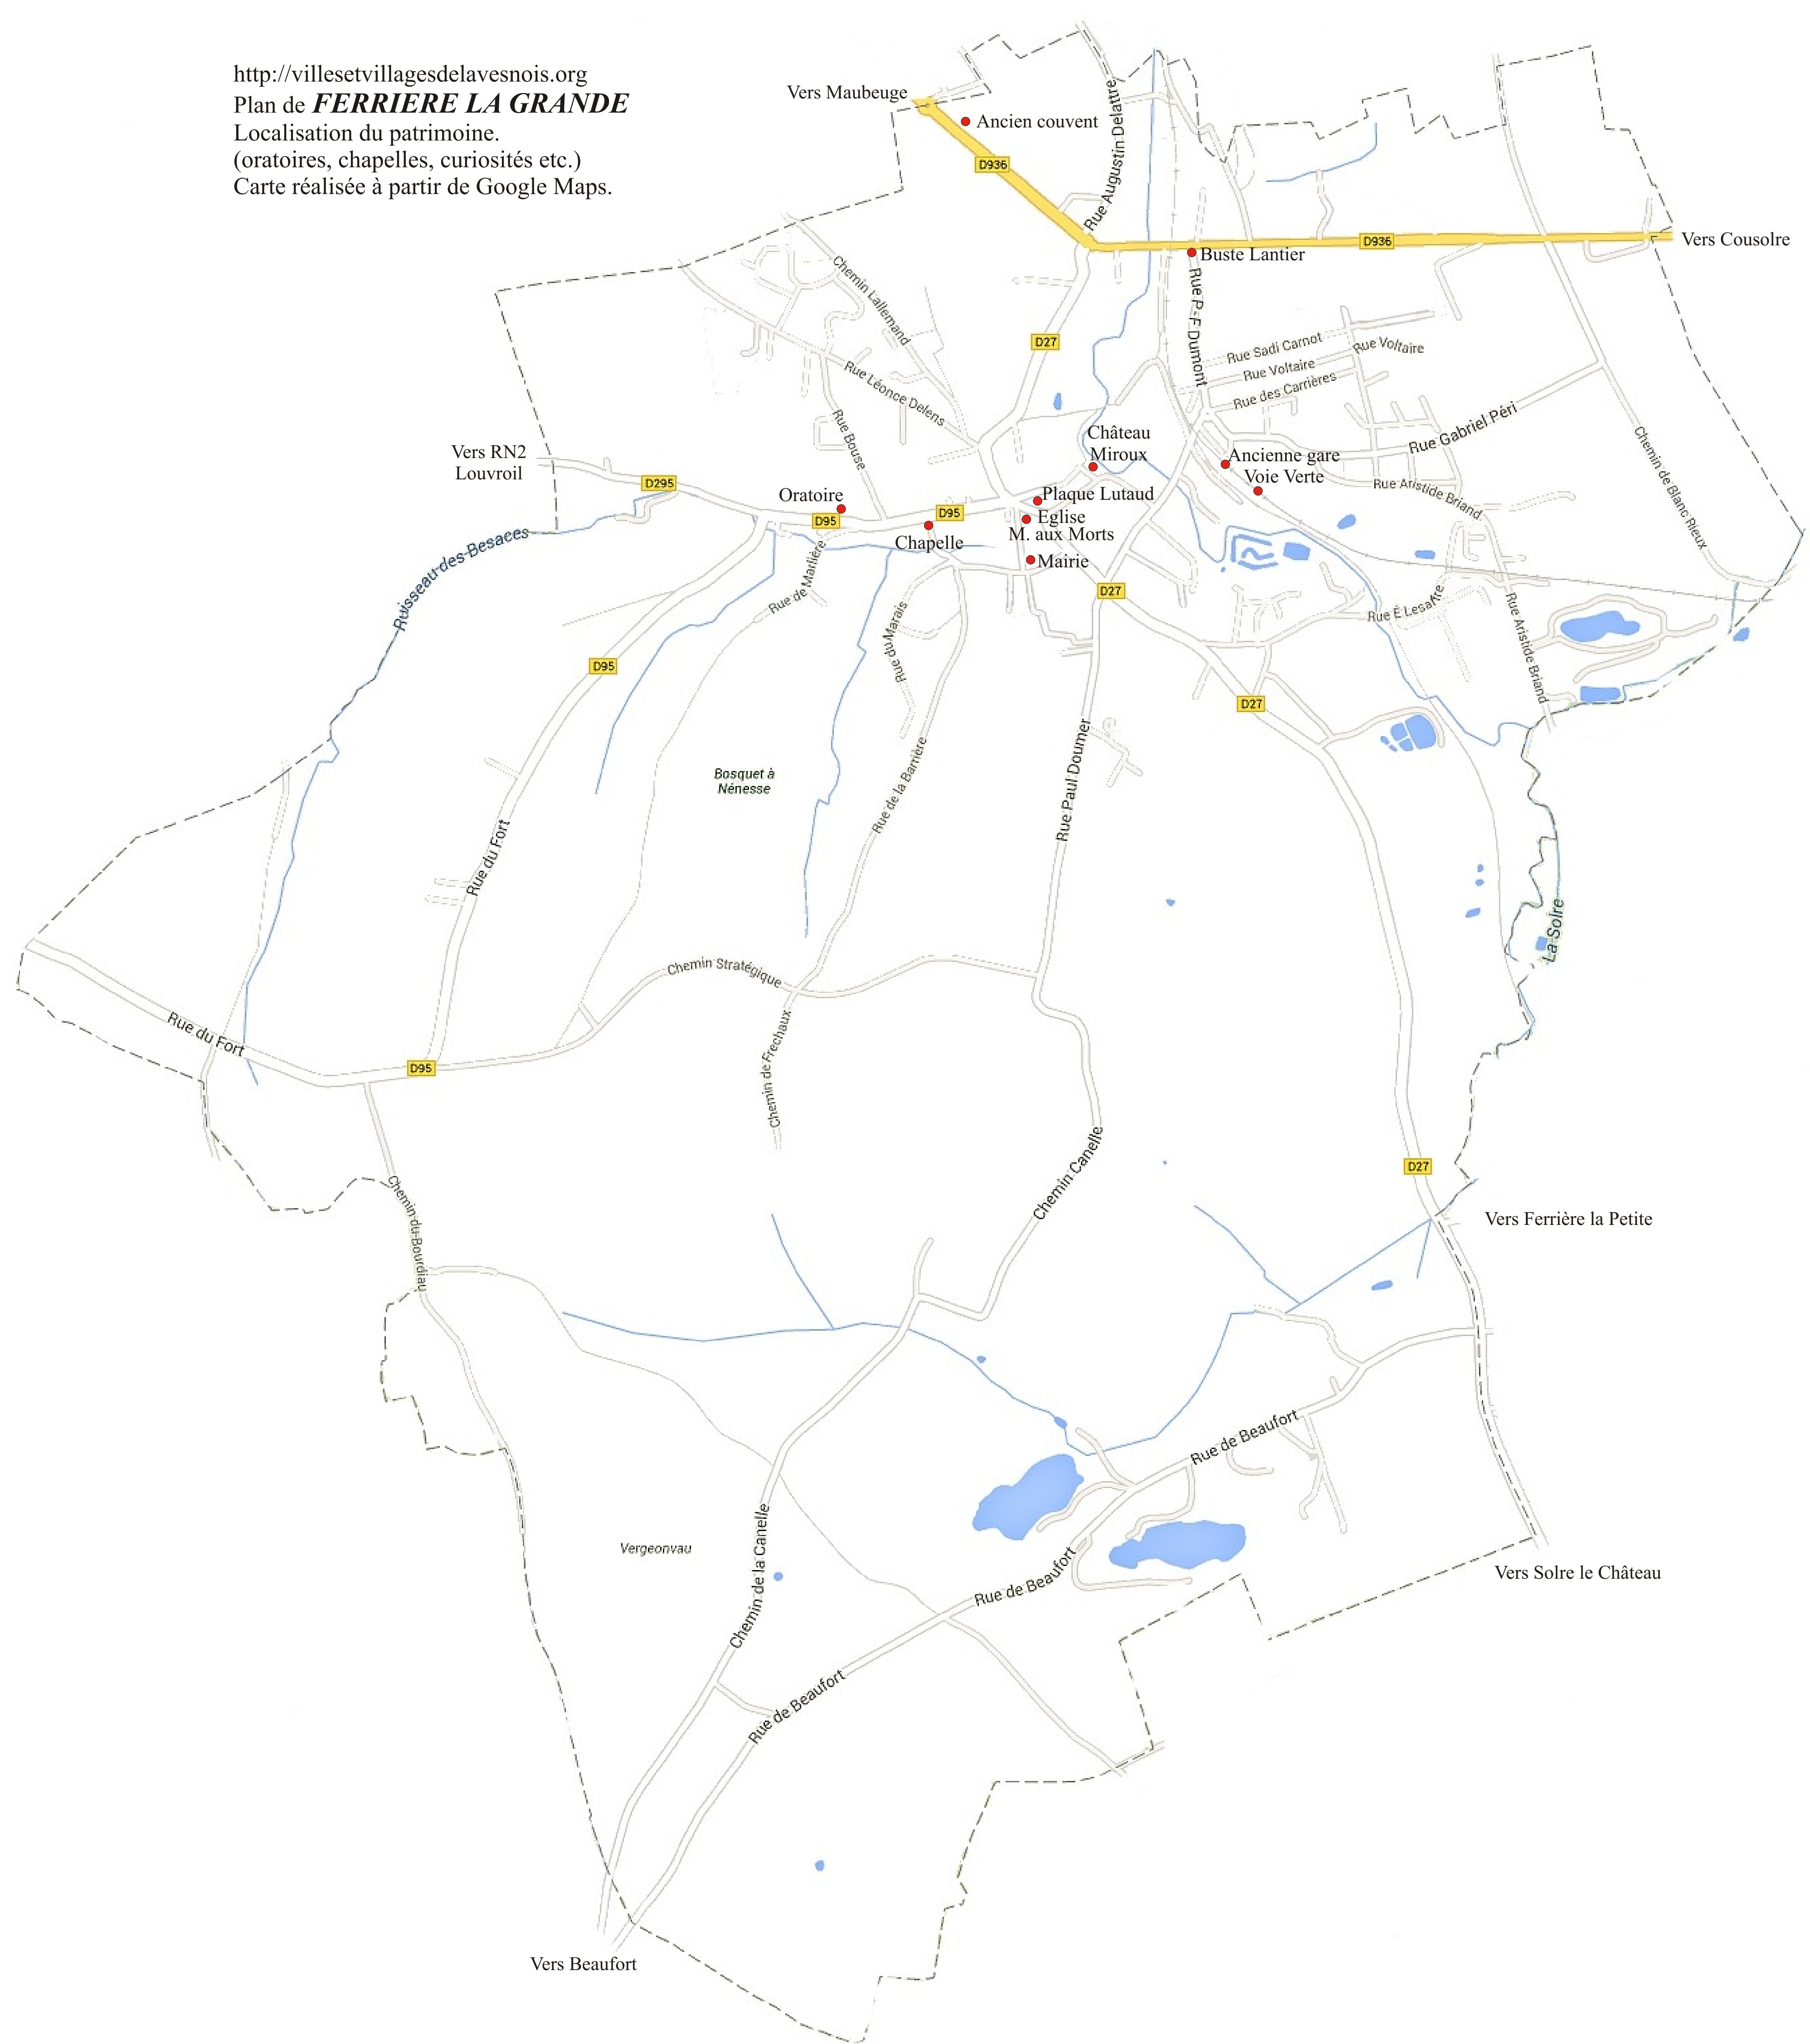 http://villesetvillagesdelavesnois.org
Plan de FERRIERE LA GRANDE
Localisation du patrimoine.
(oratoires, chapelles, curiosités etc.)
Carte réalisée à partir de Google Maps.
Vers Maubeuge
Ancien couvent
D936
Rue Augustin Delattre
D936
Vers Cousolre
Buste Lantier
Chemin Lallemand
Rue P-F Dumont
D27
Rue Sadi Carnot
Rue Voltaire
Rue Voltaire
Rue des Carrières
Rue Léonce Delens
Rue Bouse
Rue Gabriel Péri
Chemin de Blanc Rieux
Château
Miroux
Vers RN2
Louvroil
Ancienne gare
Voie Verte
D295
Rue Aristide Briand
Oratoire
Plaque Lutaud
D95
D95
Eglise
M. aux Morts
Chapelle
Mairie
Ruisseau des Besaces
Rue de Marlière
D27
Rue du Marais
Rue É Lesaffre
Rue Aristide Briand
D95
D27
Bosquet à
Nénesse
Rue de la Barrière
Rue Paul Doumer
Rue du Fort
La Solre
Chemin Stratégique
Rue du Fort
D95
Chemin de Frechaux
Chemin Canelle
D27
Chemin du Bourdiau
Vers Ferrière la Petite
Rue de Beaufort
Vergeonvau
Chemin de la Canelle
Rue de Beaufort
Vers Solre le Château
Rue de Beaufort
Vers Beaufort